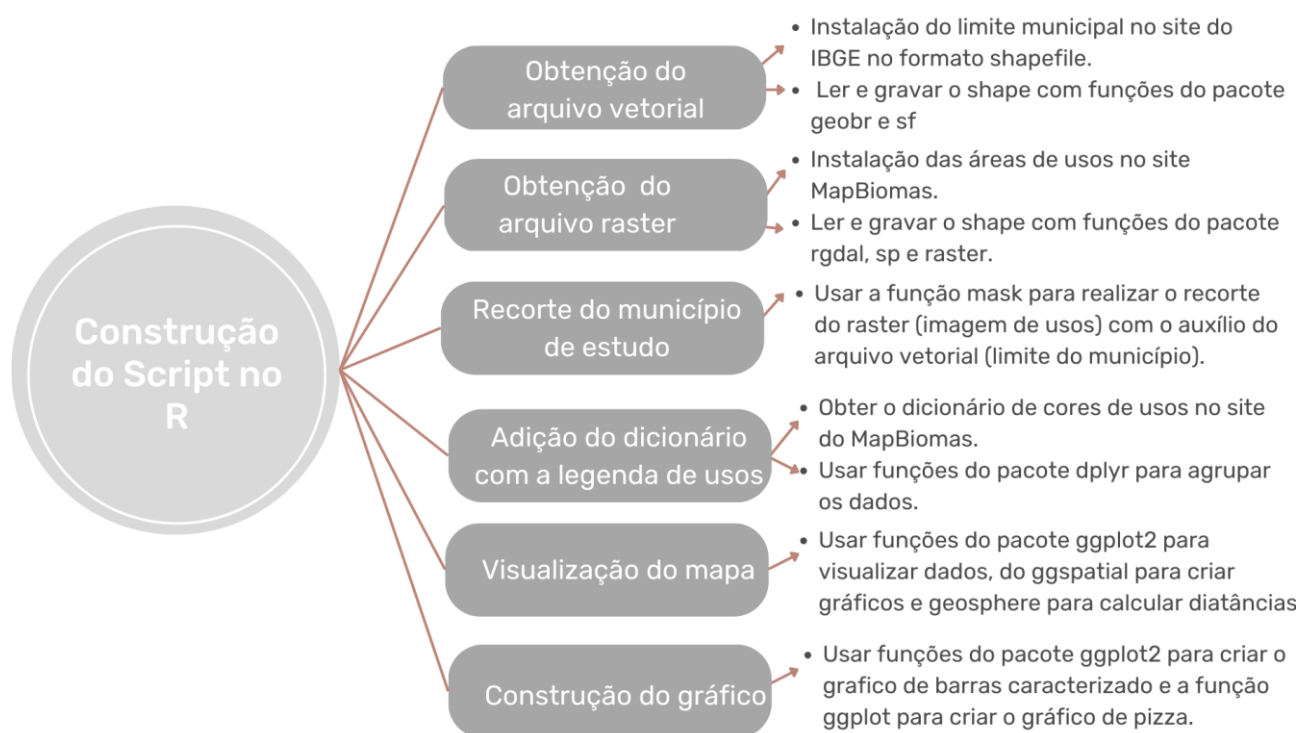 Construção
do Script no
R
Obtenção do
arquivo vetorial
• Instalação do limite municipal no site do
IBGE no formato shapefile.
• Ler e gravar o shape com funções do pacote
geobr e sf
Obtenção do
arquivo raster
• Instalação das áreas de usos no site
MapBiomas.
• Ler e gravar o shape com funções do pacote
rgdal, sp e raster.
Recorte do município
de estudo
• Usar a função mask para realizar o recorte
do raster (imagem de usos) com o auxílio do
arquivo vetorial (limite do município).
Adição do dicionário
com a legenda de usos
• Obter o dicionário de cores de usos no site
do MapBiomas.
• Usar funções do pacote dplyr para agrupar
os dados.
Visualização do mapa
• Usar funções do pacote ggplot2 para
visualizar dados, do ggspatial para criar
gráficos e geosphere para calcular diatâncias
Construção do gráfico
• Usar funções do pacote ggplot2 para criar o
grafico de barras caracterizado e a função
ggplot para criar o gráfico de pizza.